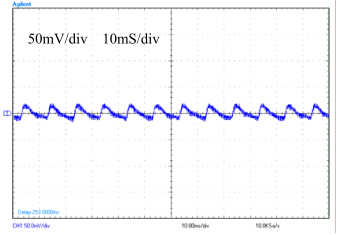 Agilent
50mV/div 10mS/div
Delay:253.0000ms
CH1 50.0mV/div 10.00ms/div 10.0KSa/s